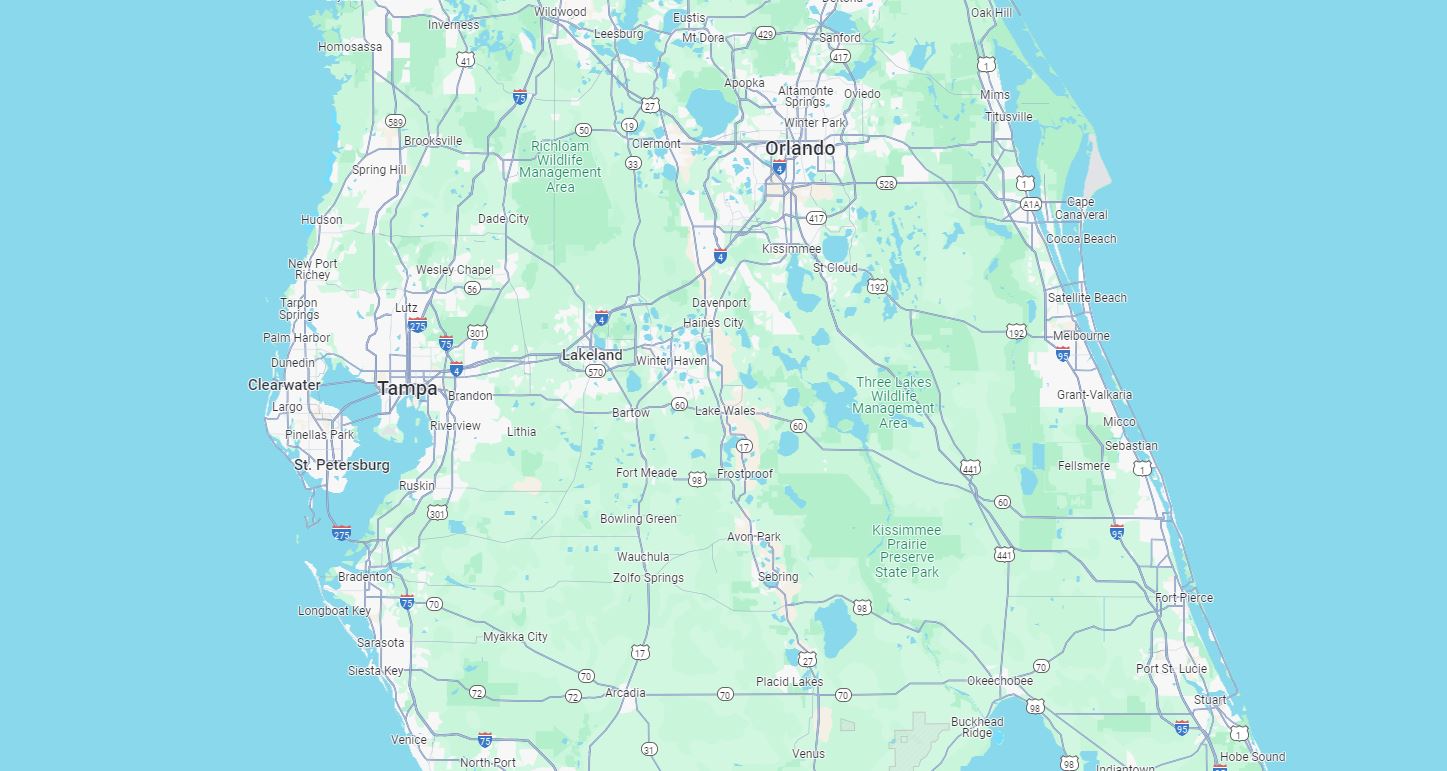 Oak Hill
Wildwood
Eustis
Inverness
Leesburg
Mt Dora
429
Sanford
Homosassa
417
41
1
Apopka
Altamonte
Springs
Oviedo
Mims
75
27
589
50
19
Winter Park
Titusville
Brooksville
Clermont
Orlando
Richloam
Wildlife
Management
Area
33
4
Spring Hill
528
1
A1A
Cape
Canaveral
Hudson
Dade City
417
Cocoa Beach
Kissimmee
4
New Port
Richey
Wesley Chapel
St Cloud
56
192
Tarpon
Springs
Lutz
Davenport
Satellite Beach
275
4
Haines City
301
192
Palm Harbor
75
Melbourne
Lakeland
95
Dunedin
4
Winter Haven
570
Clearwater
Tampa
Three Lakes
Wildlife
Management
Area
Brandon
Grant-Valkaria
Largo
60
Bartow
Lake Wales
Riverview
60
Micco
Pinellas Park
Lithia
17
Sebastian
St. Petersburg
441
Fellsmere
1
Fort Meade
98
Frostproof
Ruskin
60
301
Bowling Green
275
Kissimmee
Prairie
Preserve
State Park
95
Avon Park
441
Wauchula
Bradenton
Zolfo Springs
Sebring
75
70
98
Fort Pierce
Longboat Key
Myakka City
Sarasota
17
27
70
Siesta Key
70
Port St. Lucie
Placid Lakes
Okeechobee
72
72
Arcadia
70
70
Stuart
98
Buckhead
Ridge
95
1
Venice
75
31
Venus
Hobe Sound
North Port
98
Indiantown